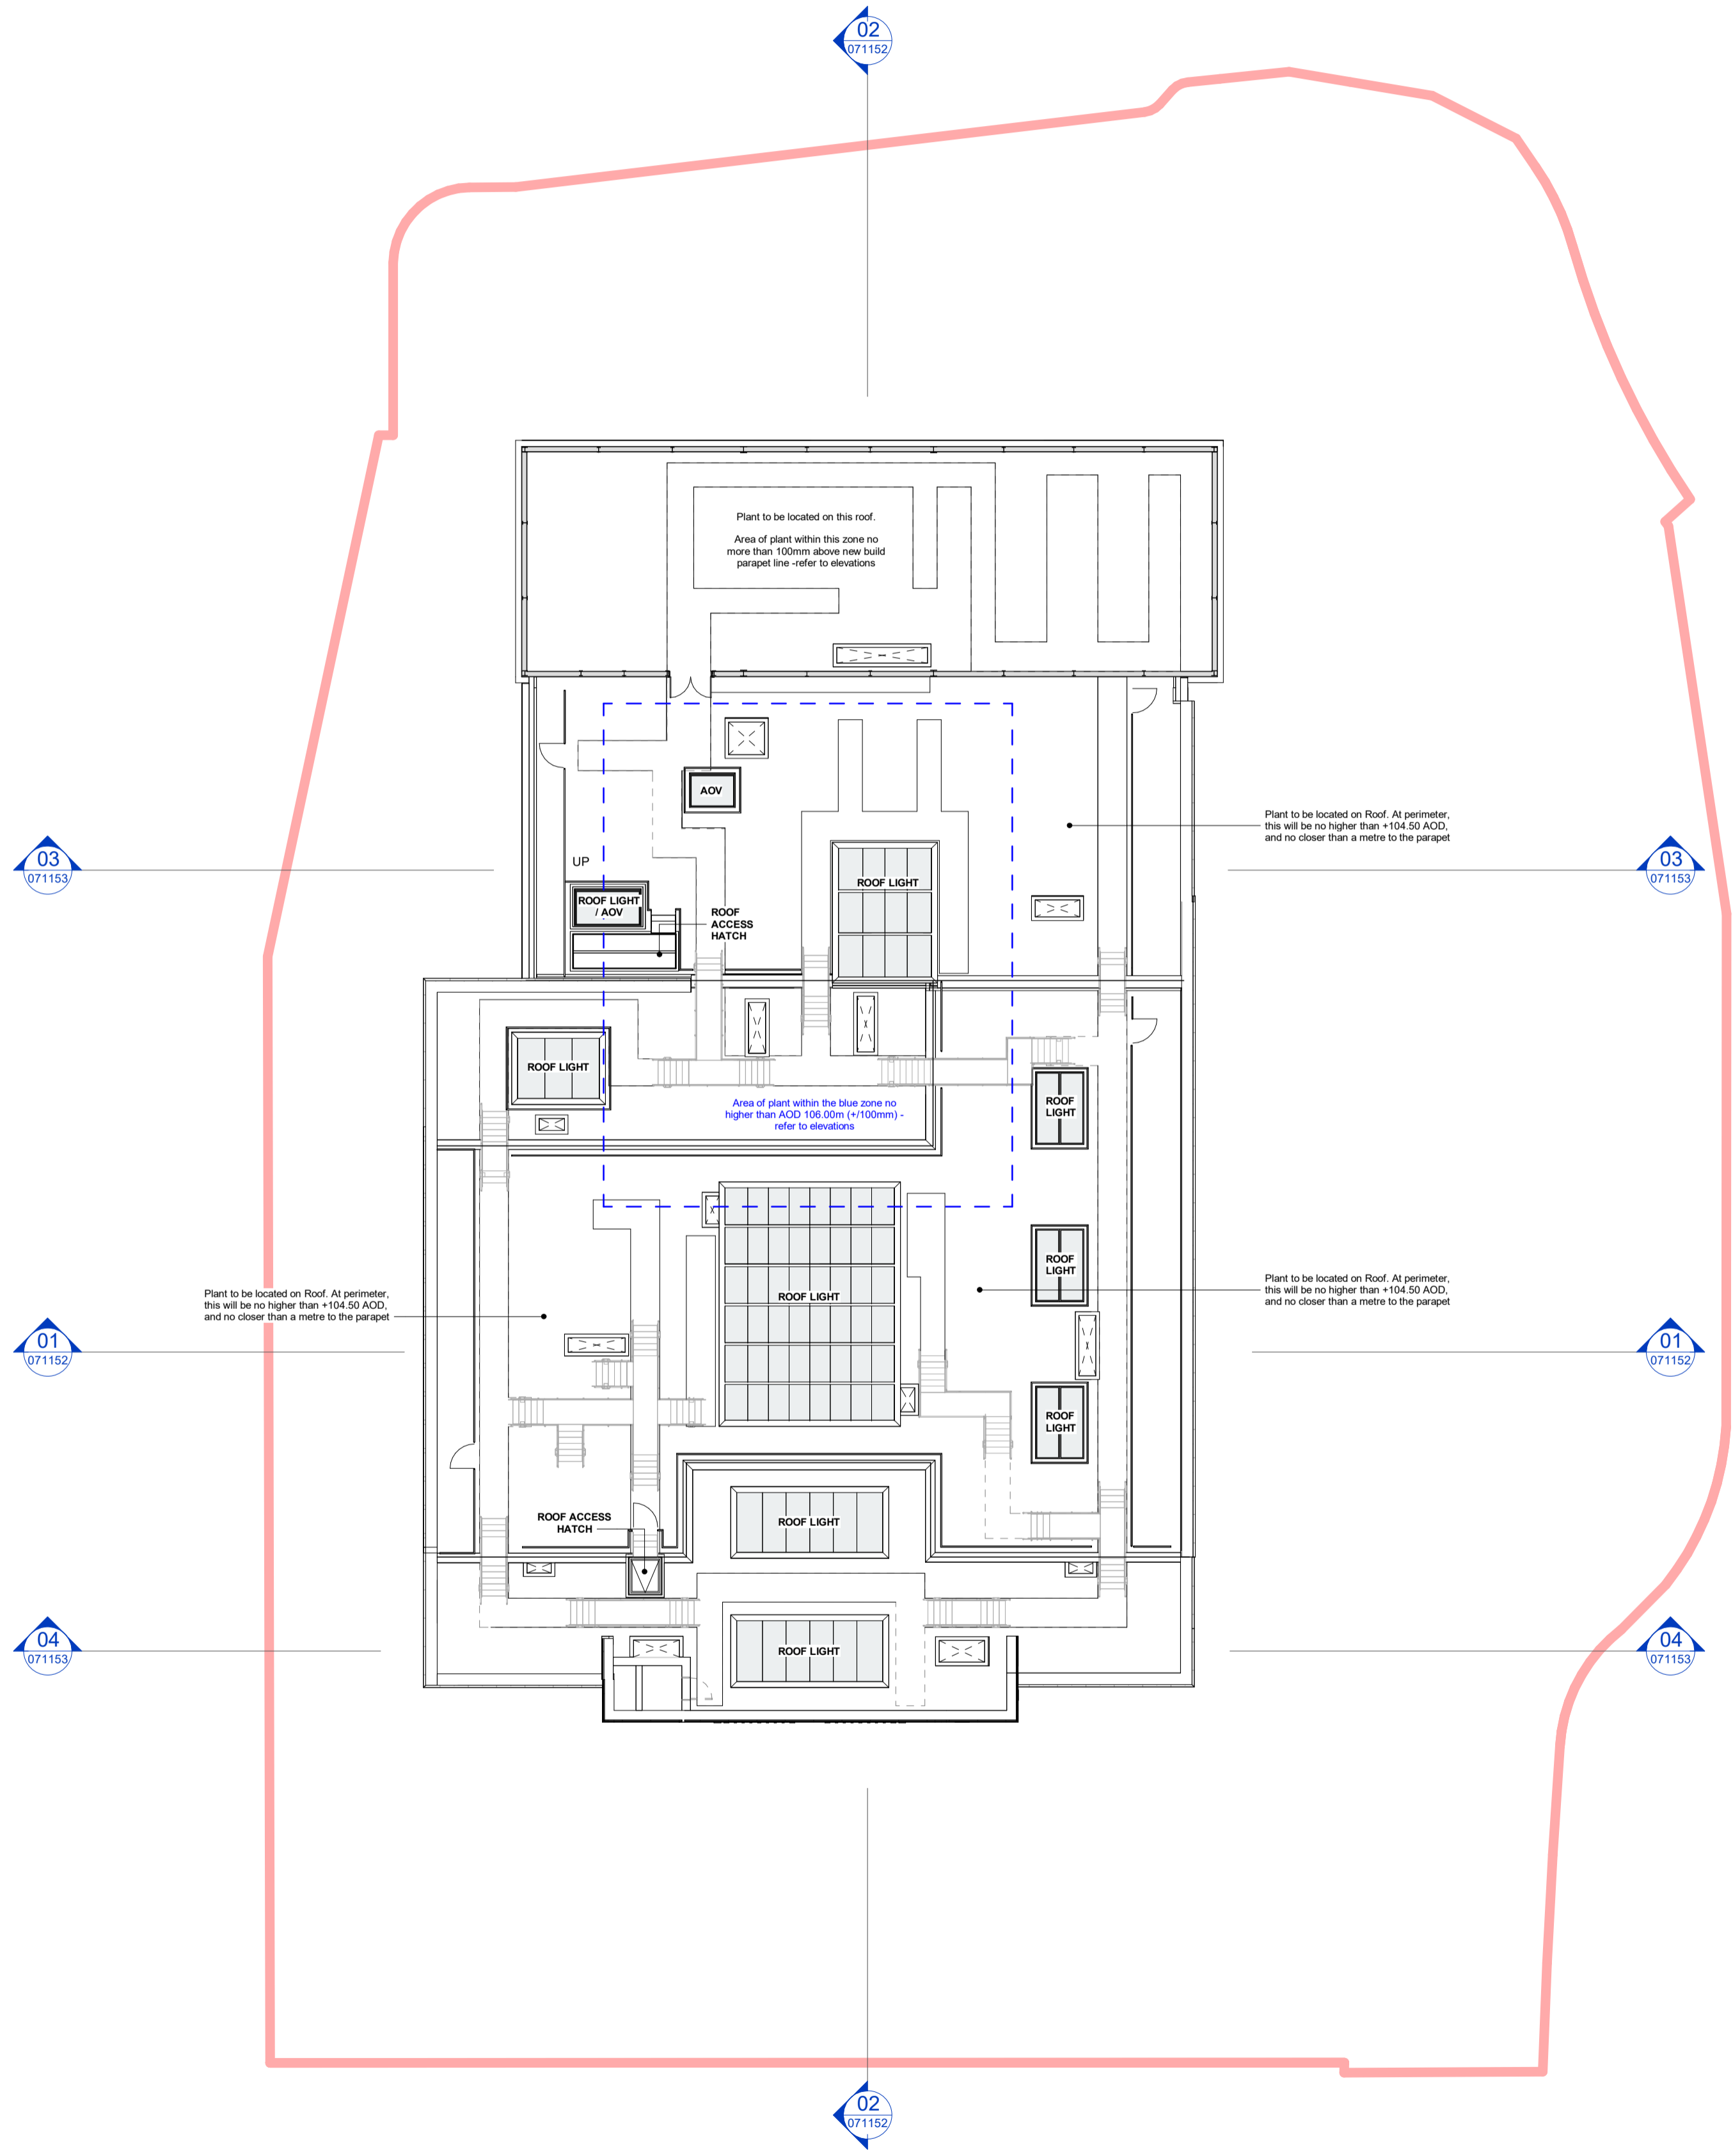 02
071152
Plant to be located on this roof.
Area of plant within this zone no
more than 100mm above new build
parapet line -refer to elevations
AOV
Plant to be located on Roof. At perimeter,
this will be no higher than +104.50 AOD,
and no closer than a metre to the parapet
03
071153
UP
ROOF LIGHT
03
071153
ROOF LIGHT
/ AOV
ROOF
ACCESS
HATCH
ROOF LIGHT
ROOF
LIGHT
Area of plant within the blue zone no
higher than AOD 106.00m (+/100mm) -
refer to elevations
ROOF
LIGHT
Plant to be located on Roof. At perimeter,
this will be no higher than +104.50 AOD,
and no closer than a metre to the parapet
ROOF LIGHT
Plant to be located on Roof. At perimeter,
this will be no higher than +104.50 AOD,
and no closer than a metre to the parapet
01
071152
01
071152
ROOF
LIGHT
ROOF ACCESS
HATCH
ROOF LIGHT
04
071153
ROOF LIGHT
04
071153
02
071152